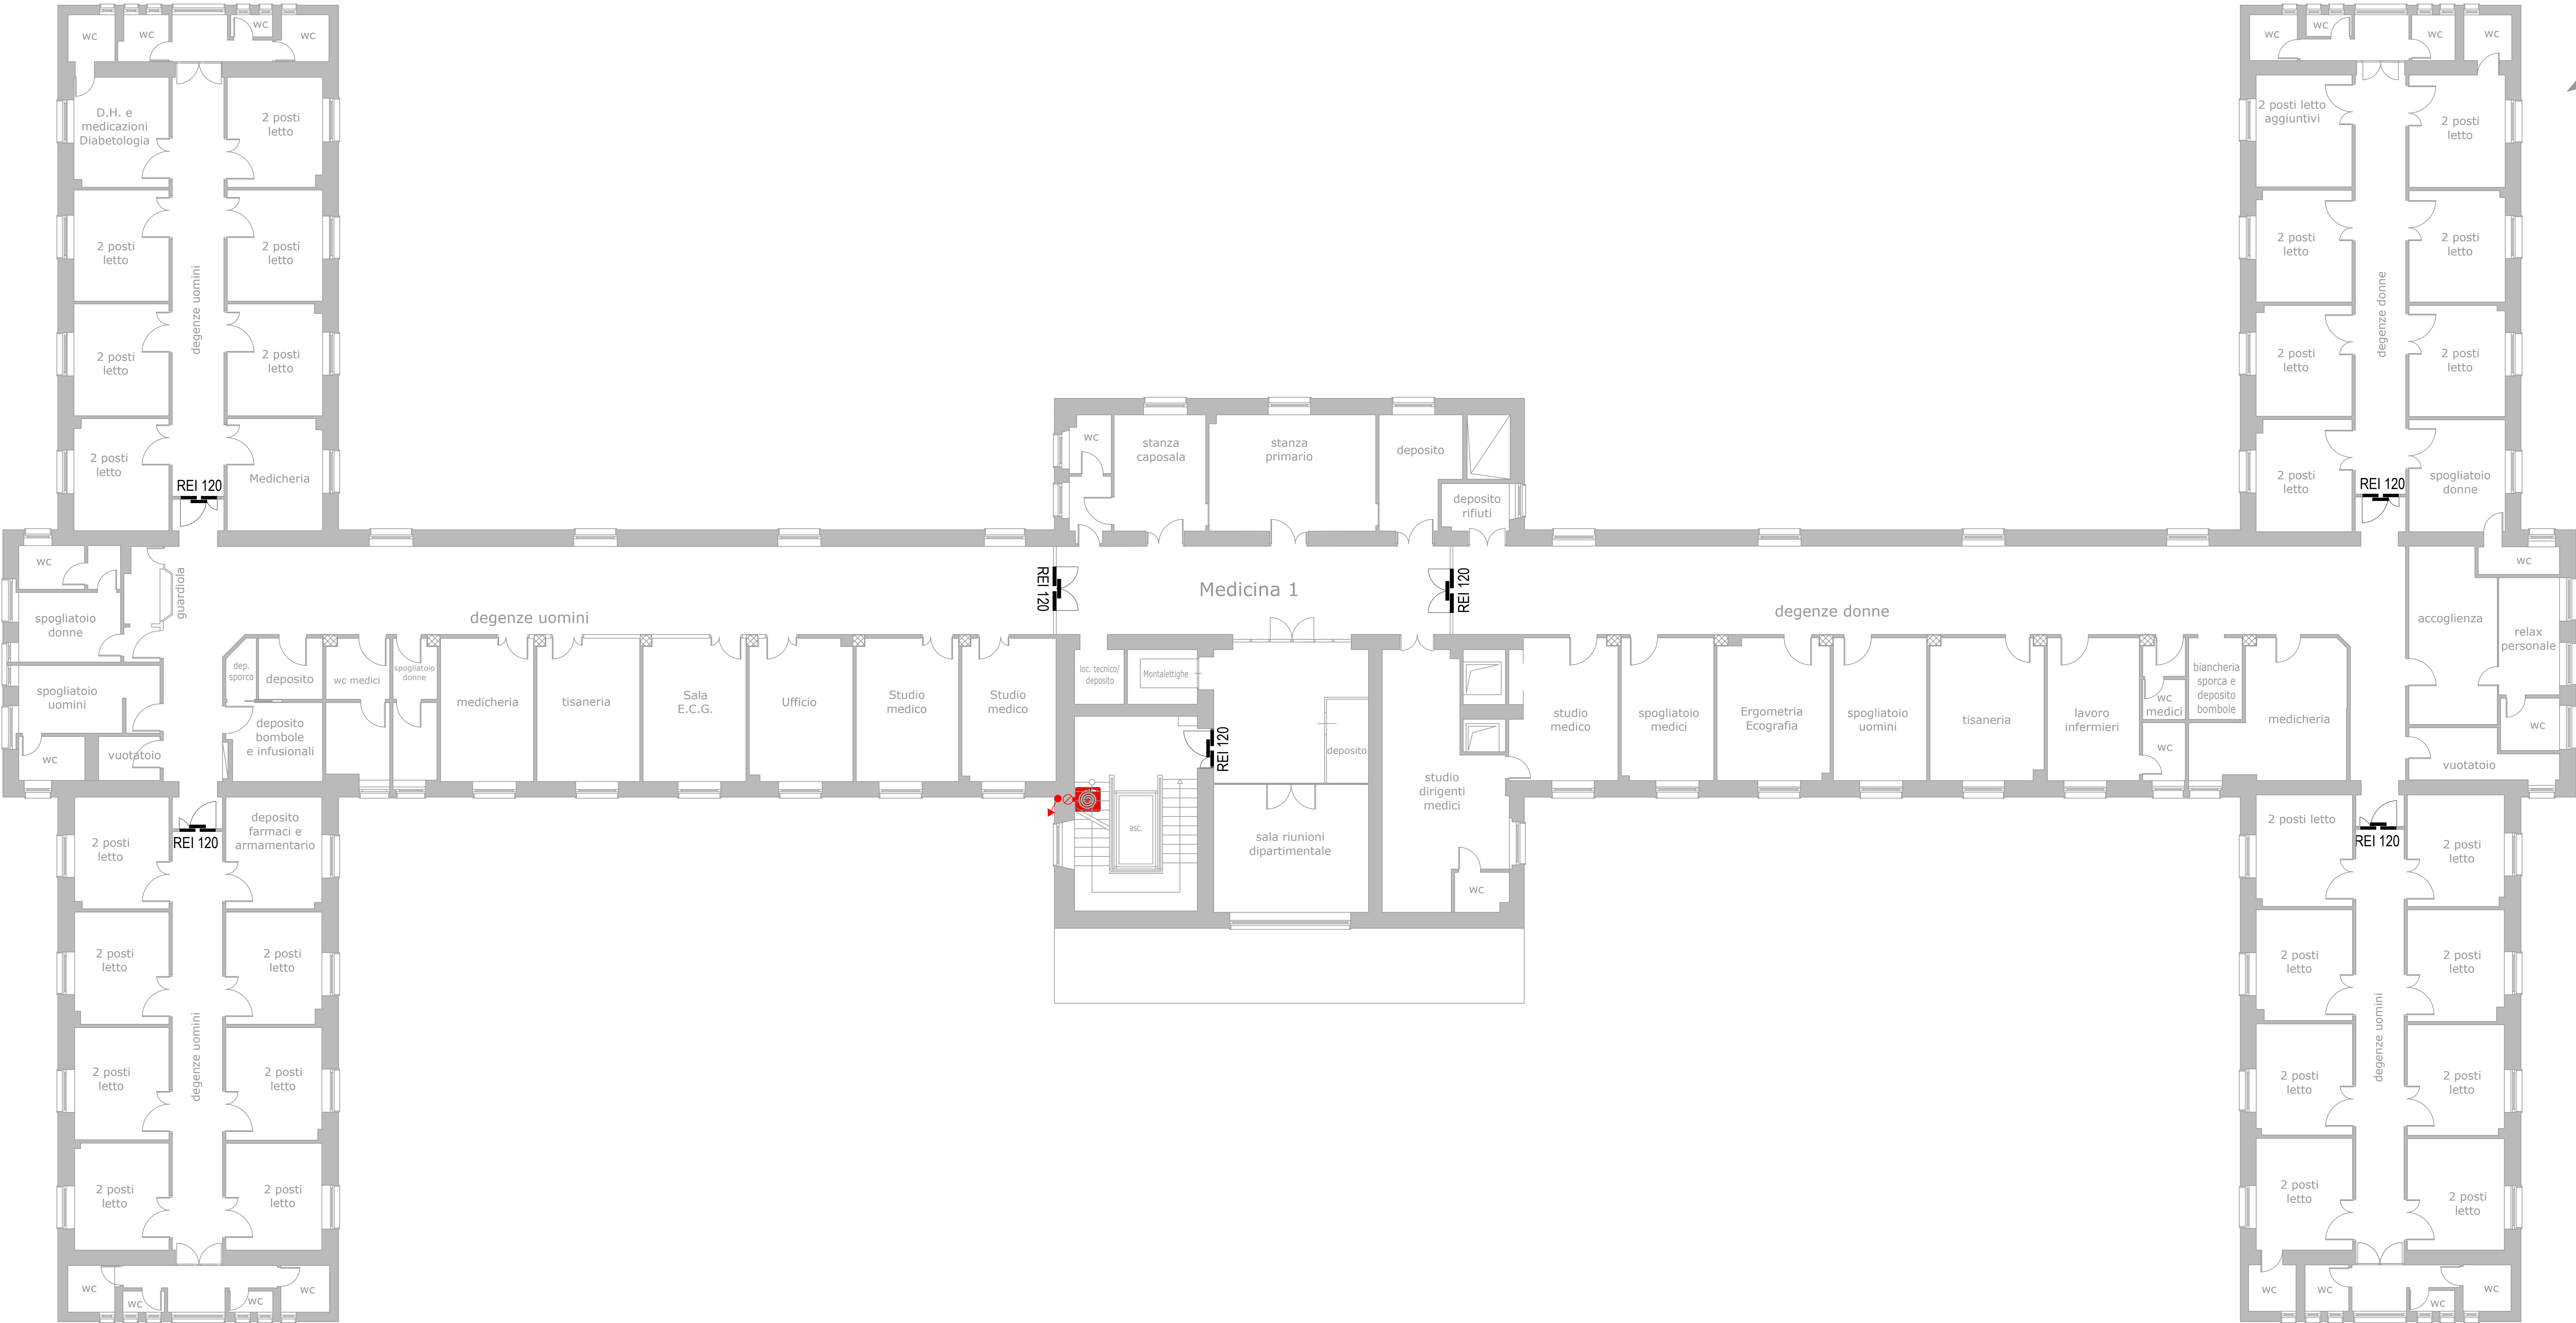 wc
wc
wc
wc
wc
wc
wc
wc
D.H. e
medicazioni
Diabetologia
2 posti
letto
2 posti letto
aggiuntivi
2 posti
letto
2 posti
letto
2 posti
letto
degenze uomini
2 posti
letto
2 posti
letto
degenze donne
2 posti
letto
2 posti
letto
2 posti
letto
2 posti
letto
2 posti
letto
Medicheria
REI 120
2 posti
letto
spogliatoio
donne
REI 120
wc
stanza
caposala
stanza
primario
deposito
deposito
rifiuti
wc
spogliatoio
donne
guardiola
degenze uomini
REI 120
Medicina 1
REI 120
degenze donne
accoglienza
wc
relax
personale
spogliatoio
uomini
wc
vuotatoio
dep.
sporco
deposito
deposito
bombole
e infusionali
wc medici
spogliatoio
donne
medicheria
tisaneria
Sala
E.C.G.
Ufficio
Studio
medico
Studio
medico
loc. tecnico/
deposito
Montalettighe
REI 120
deposito
asc.
sala riunioni
dipartimentale
studio
dirigenti
medici
wc
studio
medico
spogliatoio
medici
Ergometria
Ecografia
spogliatoio
uomini
tisaneria
lavoro
infermieri
wc
medici
wc
biancheria
sporca e
deposito
bombole
medicheria
wc
vuotatoio
2 posti
letto
REI 120
deposito
farmaci e
armamentario
2 posti letto
REI 120
2 posti
letto
2 posti
letto
2 posti
letto
2 posti
letto
2 posti
letto
degenze uomini
degenze uomini
2 posti
letto
2 posti
letto
2 posti
letto
2 posti
letto
2 posti
letto
2 posti
letto
2 posti
letto
2 posti
letto
wc
wc
wc
wc
wc
wc
wc
wc